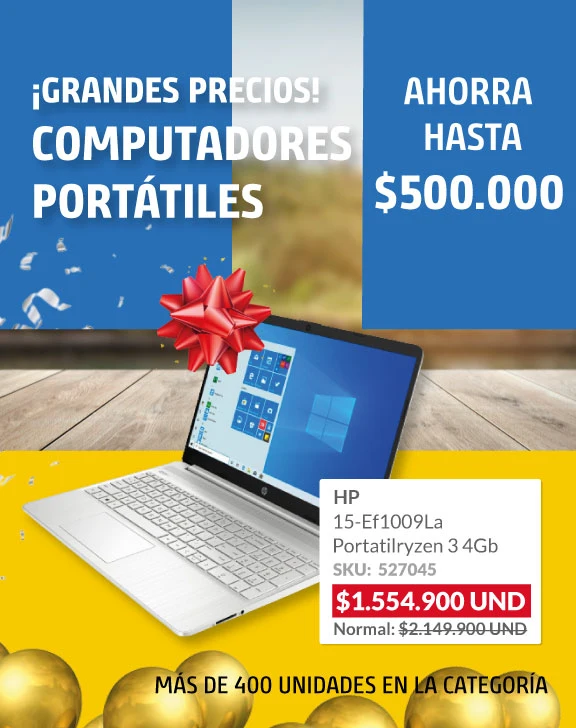 ¡GRANDES PRECIOS!
COMPUTADORES
PORTÁTILES
AHORRA
HASTA
$500.000
HP
15-Ef1009La
Portatilryzen 3 4Gb
SKU: 527045
$1.554.900 UND
Normal: $2.149.900 UND
MÁS DE 400 UNIDADES EN LA CATEGORÍA